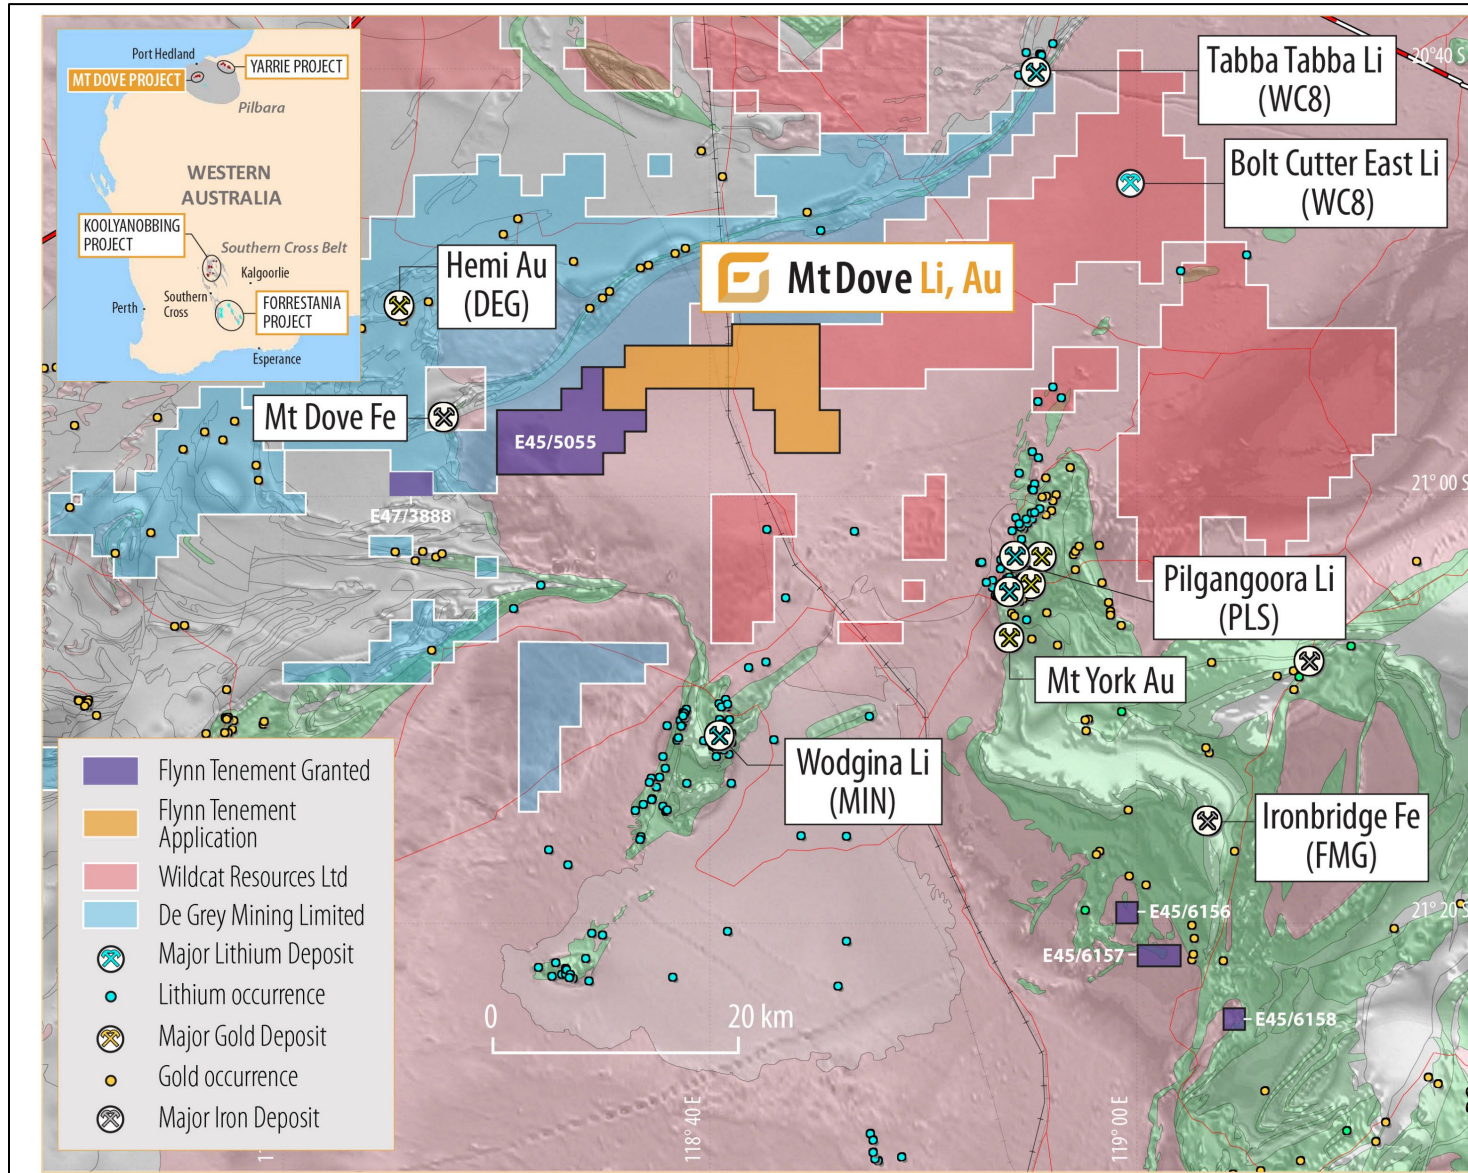 Port Hedland
YARRIE PROJECT
MT DOVE PROJECT
Pilbara
WESTERN
AUSTRALIA
KOOLYANOBBING
PROJECT
Southern Cross Belt
Kalgoorlie
Perth
Southern
Cross
FORRESTANIA
PROJECT
Esperance
Tabba Tabba Li
(WC8)
20°40 S
Bolt Cutter East Li
(WC8)
Hemi Au
(DEG)
Mt Dove Li, Au
Mt Dove Fe
E45/5055
E47/3888
21° 00 S
Pilgangoora Li
(PLS)
Mt York Au
Wodgina Li
(MIN)
Ironbridge Fe
(FMG)
E45/6156
21° 20 S
E45/6157
E45/6158
Flynn Tenement Granted
Flynn Tenement
Application
Wildcat Resources Ltd
De Grey Mining Limited
Major Lithium Deposit
Lithium occurrence
Major Gold Deposit
Gold occurrence
Major Iron Deposit
0 20 km
118° 40 E
119° 00 E